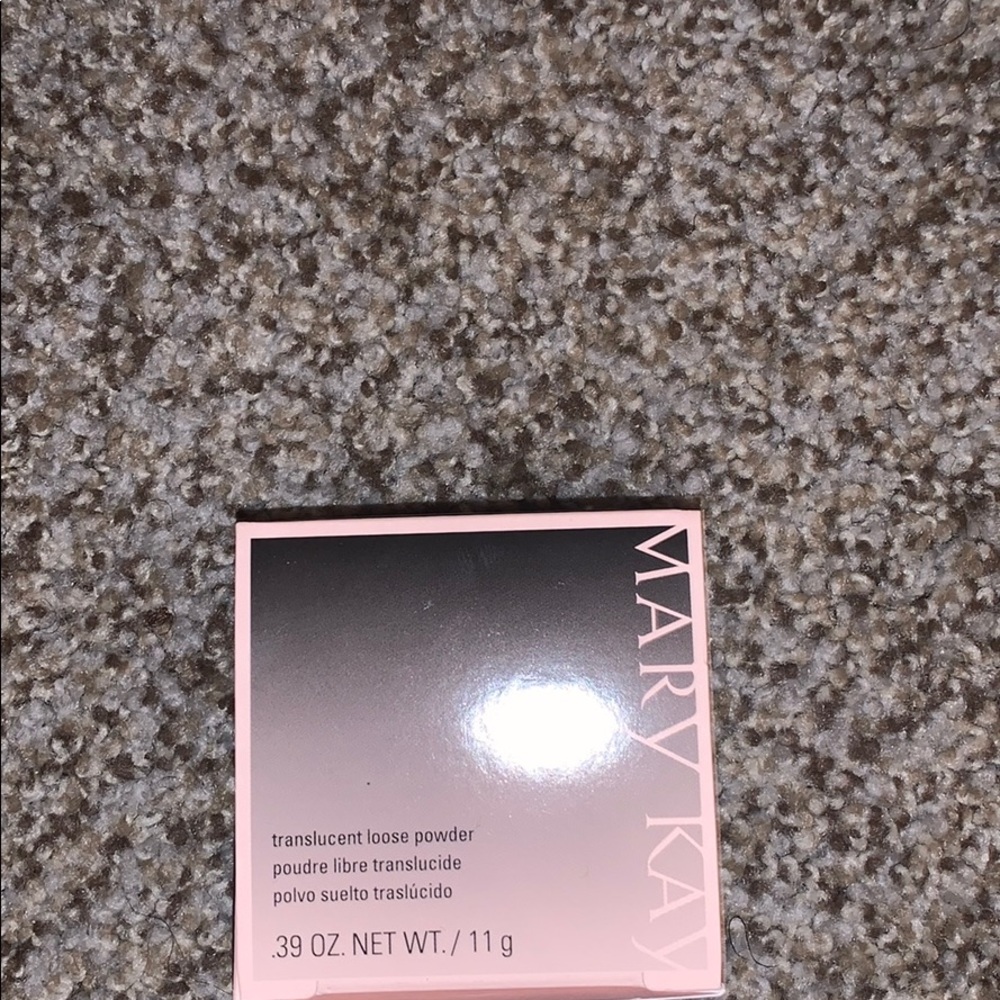 MARY KAY
translucent loose powder
poudre libre translucide
polvo suelto traslúcido
.39 OZ. NET WT. / 11 g